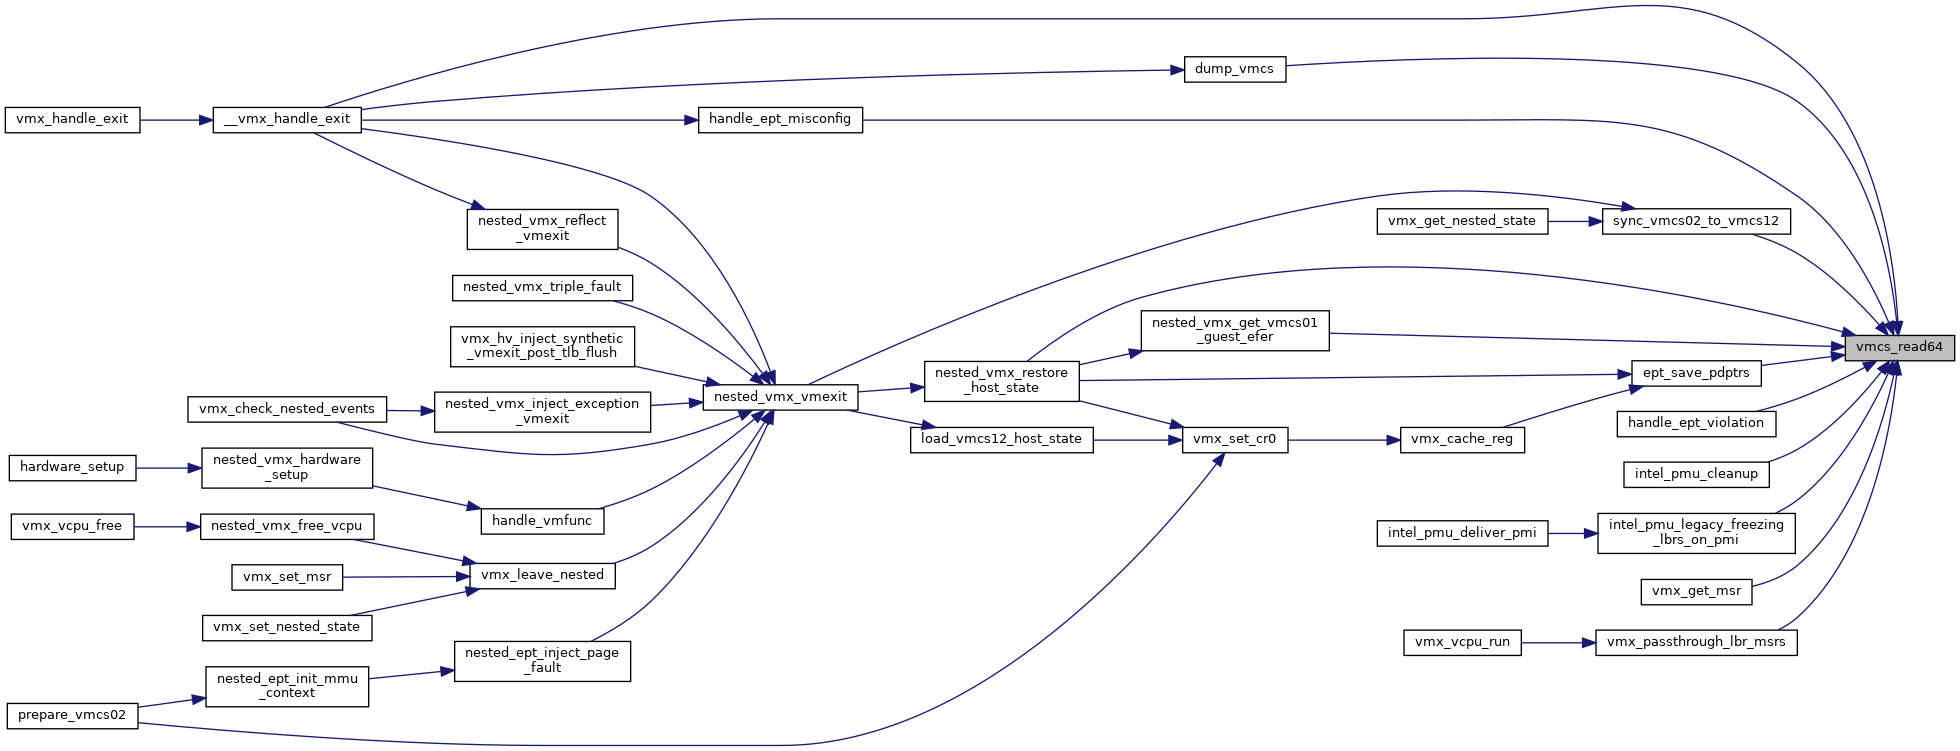 dump_vmcs
vmx_handle_exit
__vmx_handle_exit
handle_ept_misconfig
nested_vmx_reflect
_vmexit
vmx_get_nested_state
sync_vmcs02_to_vmcs12
nested_vmx_triple_fault
vmx_hv_inject_synthetic
_vmexit_post_tlb_flush
nested_vmx_get_vmcs01
_guest_efer
vmcs_read64
nested_vmx_restore
_host_state
ept_save_pdptrs
nested_vmx_vmexit
vmx_check_nested_events
nested_vmx_inject_exception
_vmexit
handle_ept_violation
load_vmcs12_host_state
vmx_set_cr0
vmx_cache_reg
hardware_setup
nested_vmx_hardware
_setup
intel_pmu_cleanup
vmx_vcpu_free
nested_vmx_free_vcpu
handle_vmfunc
intel_pmu_deliver_pmi
intel_pmu_legacy_freezing
_lbrs_on_pmi
vmx_set_msr
vmx_leave_nested
vmx_get_msr
vmx_set_nested_state
vmx_vcpu_run
vmx_passthrough_lbr_msrs
nested_ept_inject_page
_fault
nested_ept_init_mmu
_context
prepare_vmcs02